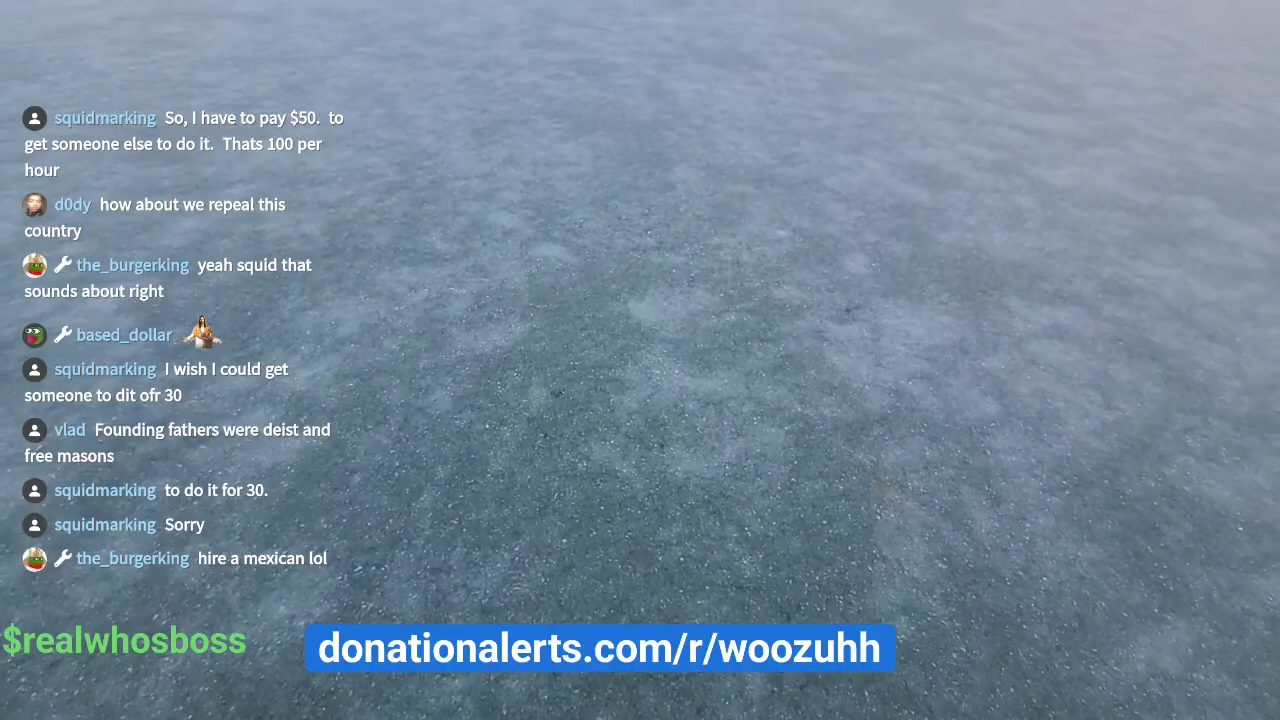 squidmarking So, I have to pay $50.  to
get someone else to do it.  Thats 100 per
hour
d0dy how about we repeal this
country
the_burgerking yeah squid that
sounds about right
based_dollar
squidmarking I wish I could get
someone to dit ofr 30
vlad Founding fathers were deist and
free masons
squidmarking to do it for 30.
squidmarking Sorry
the_burgerking hire a mexican lol
$realwhosboss
donationalerts.com/r/woozuhh